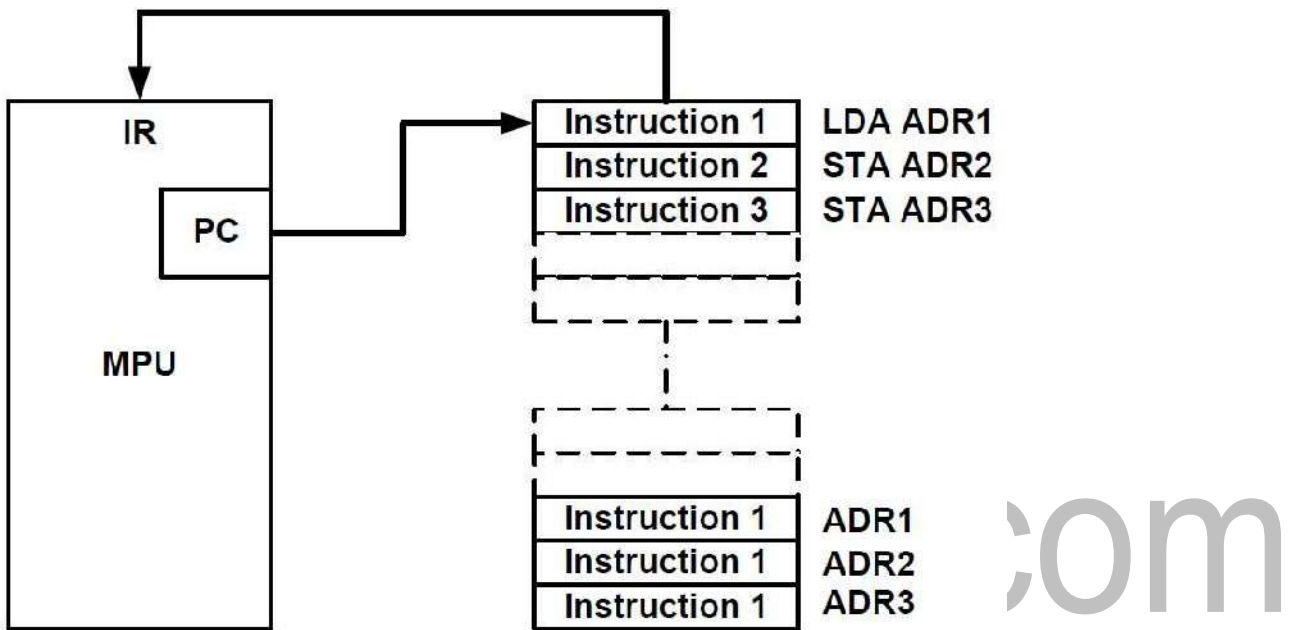 IR
PC
MPU
Instruction 1 LDA ADR1
Instruction 2 STA ADR2
Instruction 3 STA ADR3
Instruction 1 ADR1
Instruction 1 ADR2
Instruction 1 ADR3
com